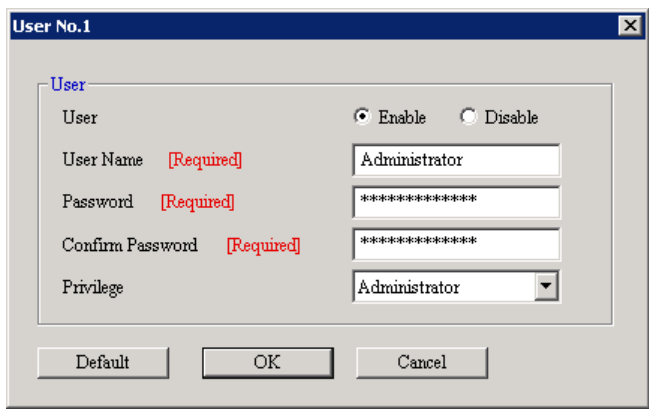 User No.1
User
User Enable Disable
User Name [Required] Administrator
Password [Required] *************
Confirm Password [Required] *************
Privilege Administrator
Default OK Cancel